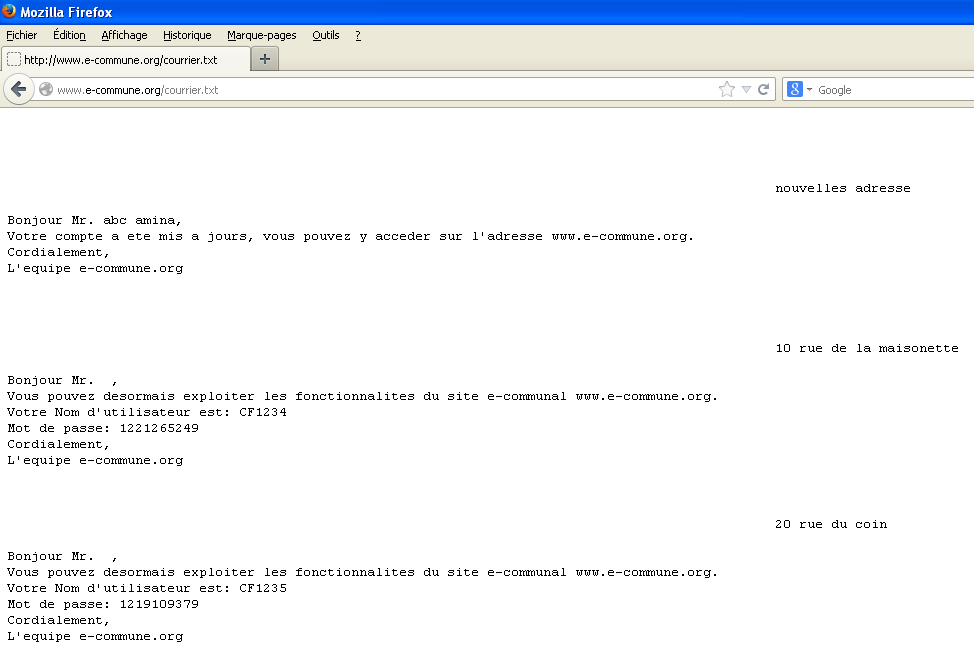 Mozilla Firefox
Fichier Édition Affichage Historique Marque-pages Outils ?
http://www.e-commune.org/courrier.txt +
www.e-commune.org/courrier.txt 8 Google
nouvelles adresse
Bonjour Mr. abc amina,
Votre compte a ete mis a jours, vous pouvez y acceder sur l'adresse www.e-commune.org.
Cordialement,
L'equipe e-commune.org
10 rue de la maisonette
Bonjour Mr.  ,
Vous pouvez desormais exploiter les fonctionnalites du site e-communal www.e-commune.org.
Votre Nom d'utilisateur est: CF1234
Mot de passe: 1221265249
Cordialement,
L'equipe e-commune.org
20 rue du coin
Bonjour Mr.  ,
Vous pouvez desormais exploiter les fonctionnalites du site e-communal www.e-commune.org.
Votre Nom d'utilisateur est: CF1235
Mot de passe: 1219109379
Cordialement,
L'equipe e-commune.org